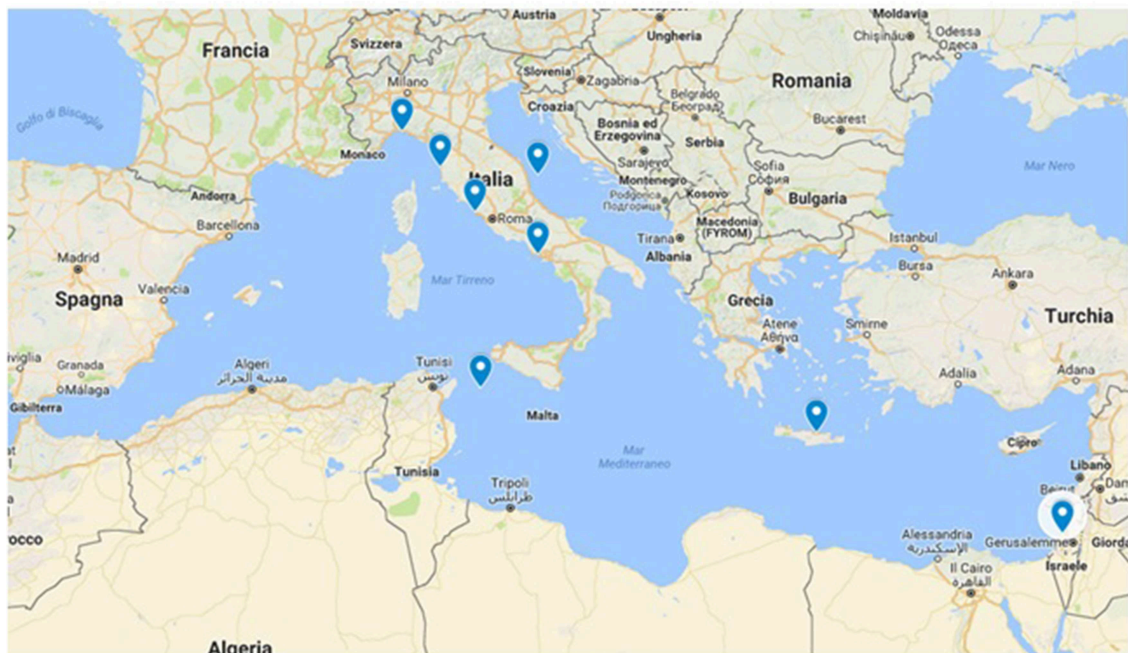 Austria
Moldavia
Francia
Svizzera
Ungheria
Chișinău
Odessa
Одеса
Slovenia
Zagabria
Milano
Romania
Golfo di Biscaglia
Croazia
Belgrado
Београд
Bosnia ed
Erzegovina
Bucarest
Monaco
Serbia
Sarajevo
Mar Nero
Italia
Sofia
София
Montenegro
Andorra
Kosovo
Podgorica
Подгорица
Bulgaria
Barcellona
Roma
Macedonia
(FYROM)
Tirana
Istanbul
Madrid
Albania
Bursa
Ankara
Mar Tirreno
Valencia
Spagna
Grecia
Turchia
Atene
Αθήνα
Smirne
Tunisi
تونس
Algeri
مدينة الجزائر
Granada
Adalia
Adana
Málaga
Gibilterra
Malta
Cipro
Mar
Mediterraneo
Libano
Tunisia
Tripoli
طرابلس
Beirut
Alessandria
الإسكندرية
Gerusalemme
Israele
Il Cairo
القاهرة
Algeria